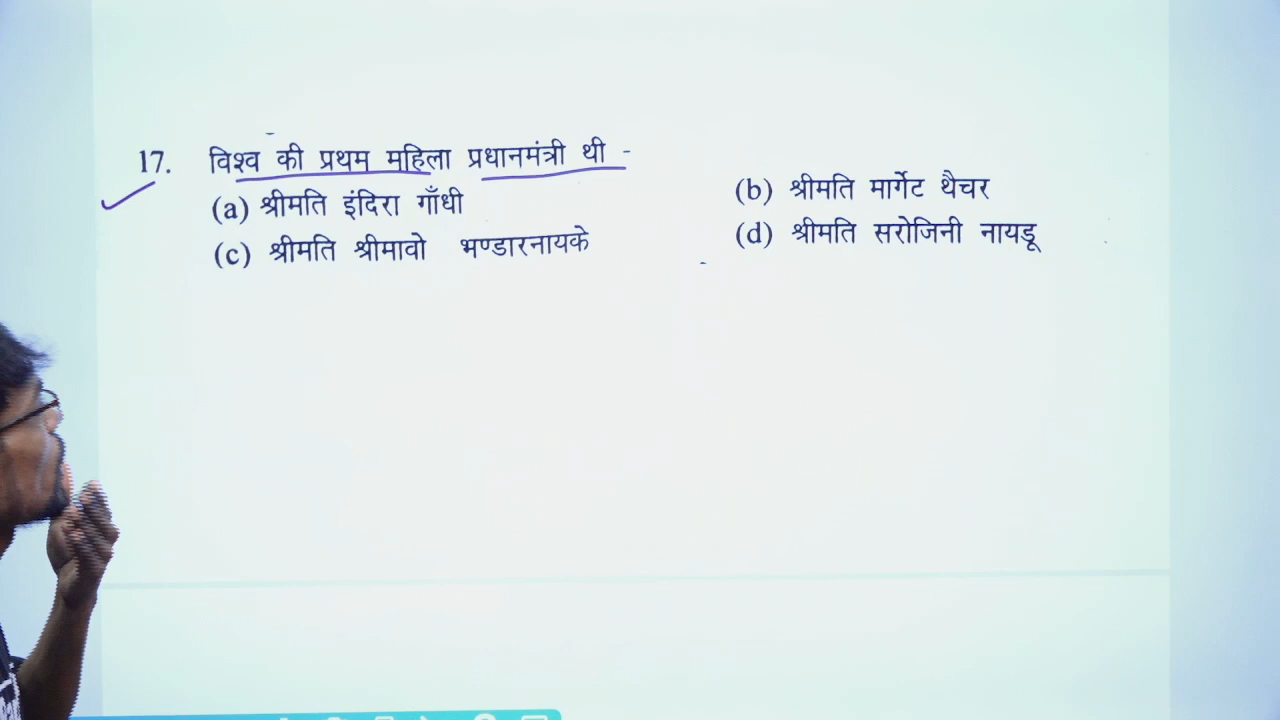 17. विश्व की प्रथम महिला प्रधानमंत्री थी -
(a) श्रीमति इंदिरा गाँधी
(b) श्रीमति मार्गेट थैचर
(c) श्रीमति श्रीमावो भण्डारनायके
(d) श्रीमति सरोजिनी नायडू